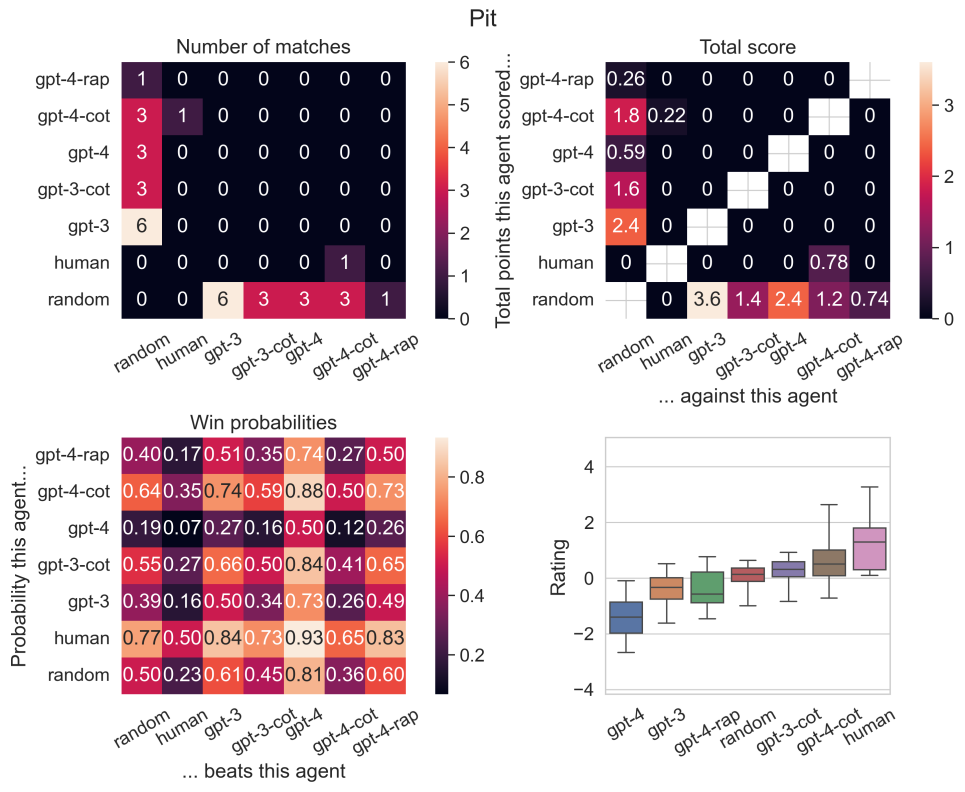 Pit
Number of matches
gpt-4-rap 1 0 0 0 0 0 0
gpt-4-cot 3 1 0 0 0 0 0
gpt-4 3 0 0 0 0 0 0
gpt-3-cot 3 0 0 0 0 0 0
gpt-3 6 0 0 0 0 0 0
human 0 0 0 0 0 1 0
random 0 0 6 3 3 3 1
random human gpt-3 gpt-3-cot gpt-4 gpt-4-cot gpt-4-rap
6
5
4
3
2
1
0
Total score
Total points this agent scored...
gpt-4-rap 0.26 0 0 0 0 0
gpt-4-cot 1.8 0.22 0 0 0 0
gpt-4 0.59 0 0 0 0 0
gpt-3-cot 1.6 0 0 0 0 0
gpt-3 2.4 0 0 0 0 0
human 0 0 0 0 0.78 0
random 0 3.6 1.4 2.4 1.2 0.74
random human gpt-3 gpt-3-cot gpt-4 gpt-4-cot gpt-4-rap
... against this agent
3
2
1
0
Win probabilities
Probability this agent...
gpt-4-rap 0.40 0.17 0.51 0.35 0.74 0.27 0.50
gpt-4-cot 0.64 0.35 0.74 0.59 0.88 0.50 0.73
gpt-4 0.19 0.07 0.27 0.16 0.50 0.12 0.26
gpt-3-cot 0.55 0.27 0.66 0.50 0.84 0.41 0.65
gpt-3 0.39 0.16 0.50 0.34 0.73 0.26 0.49
human 0.77 0.50 0.84 0.73 0.93 0.65 0.83
random 0.50 0.23 0.61 0.45 0.81 0.36 0.60
random human gpt-3 gpt-3-cot gpt-4 gpt-4-cot gpt-4-rap
... beats this agent
0.8
0.6
0.4
0.2
Rating
4
2
0
−2
−4
gpt-4 gpt-3 gpt-4-rap random gpt-3-cot gpt-4-cot human